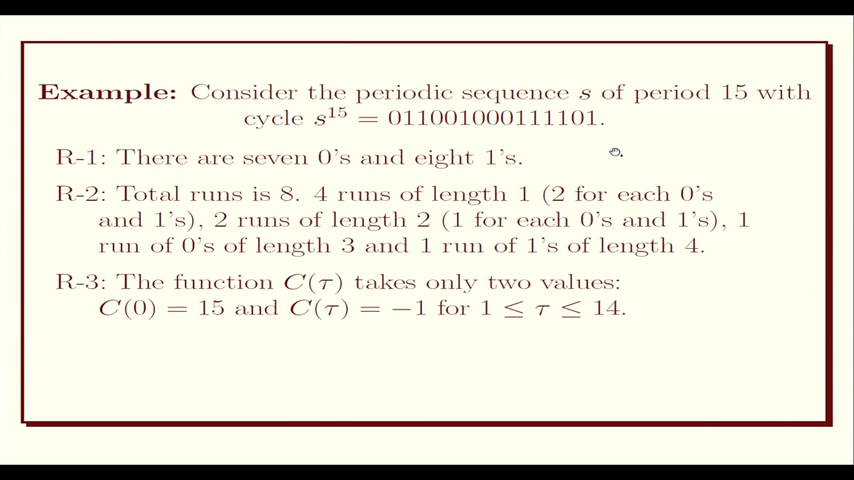 Example: Consider the periodic sequence s of period 15 with
cycle s¹⁵ = 011001000111101.
R-1: There are seven 0's and eight 1's.
R-2: Total runs is 8. 4 runs of length 1 (2 for each 0's
and 1's), 2 runs of length 2 (1 for each 0's and 1's), 1
run of 0's of length 3 and 1 run of 1's of length 4.
R-3: The function C(τ) takes only two values:
C(0) = 15 and C(τ) = −1 for 1 ≤ τ ≤ 14.